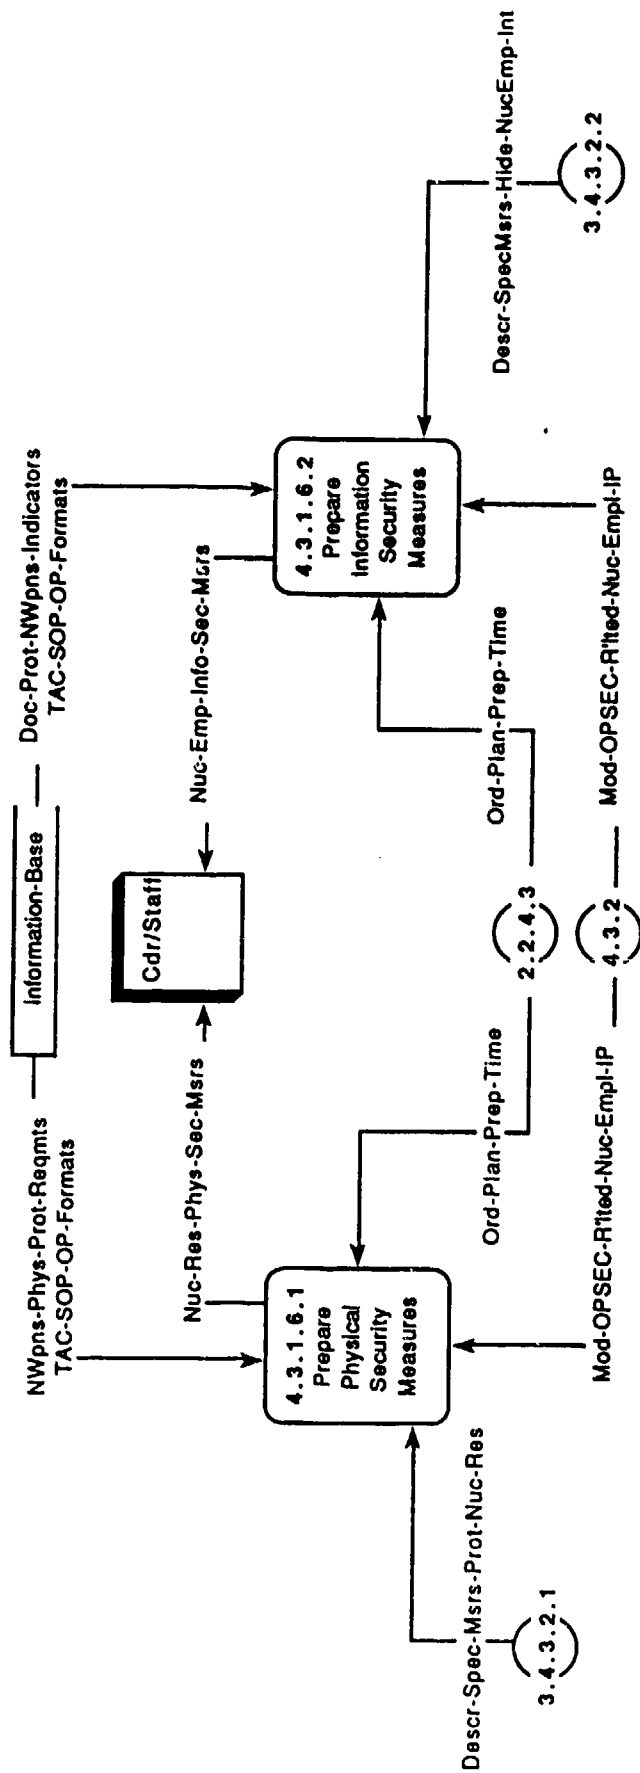 Information-Base
NWpns-Phys-Prot-Reqmts
TAC-SOP-OP-Formats
Doc-Prot-NWpns-Indicators
TAC-SOP-OP-Formats
Nuc-Res-Phys-Sec-Msrs
Cdr/Staff
Nuc-Emp-Info-Sec-Msrs
4.3.1.6.1
Prepare
Physical
Security
Measures
4.3.1.6.2
Prepare
Information
Security
Measures
Ord-Plan-Prep-Time
2.2.4.3
Ord-Plan-Prep-Time
Descr-Spec-Msrs-Prot-Nuc-Res
3.4.3.2.1
Descr-SpecMsrs-Hide-NucEmp-Int
3.4.3.2.2
Mod-OPSEC-R'lted-Nuc-Empl-IP
4.3.2
Mod-OPSEC-R'lted-Nuc-Empl-IP